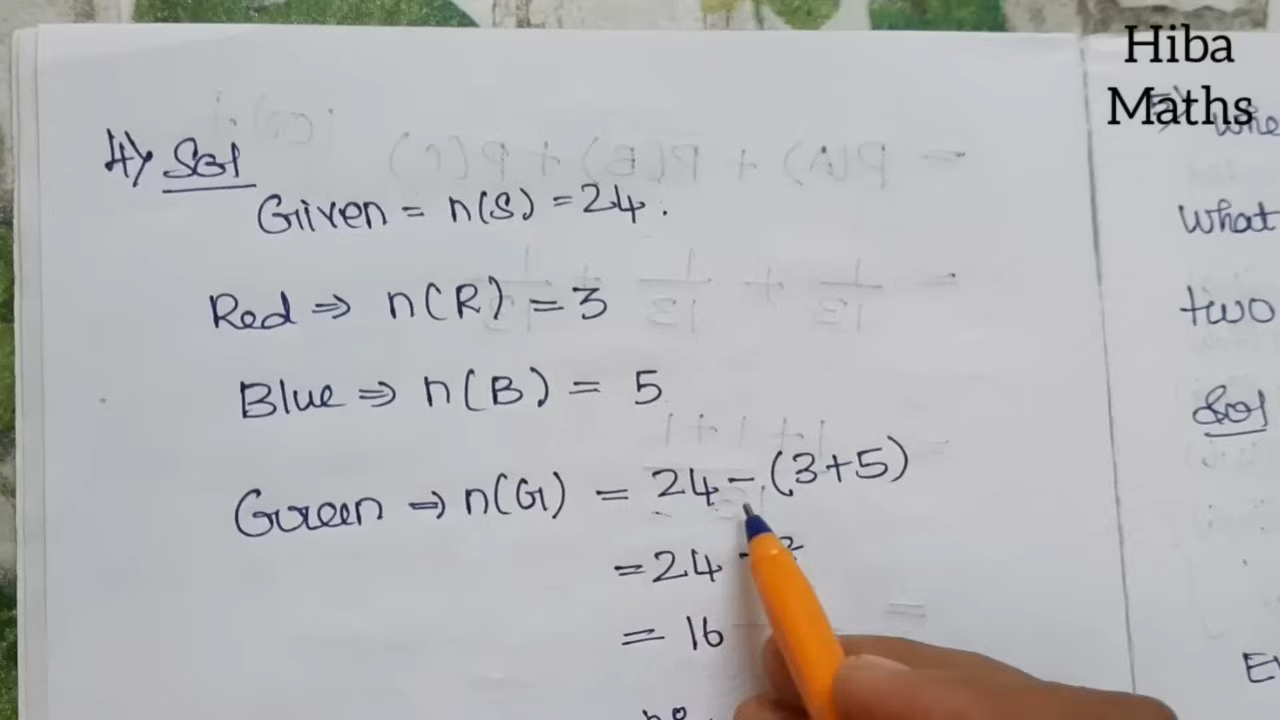 Hiba
Maths
4) Sol
Given = n(S) = 24.
Red ⇒ n(R) = 3
Blue ⇒ n(B) = 5
Green ⇒ n(G) = 24 - (3+5)
= 24 -
= 16
What
two
Sol